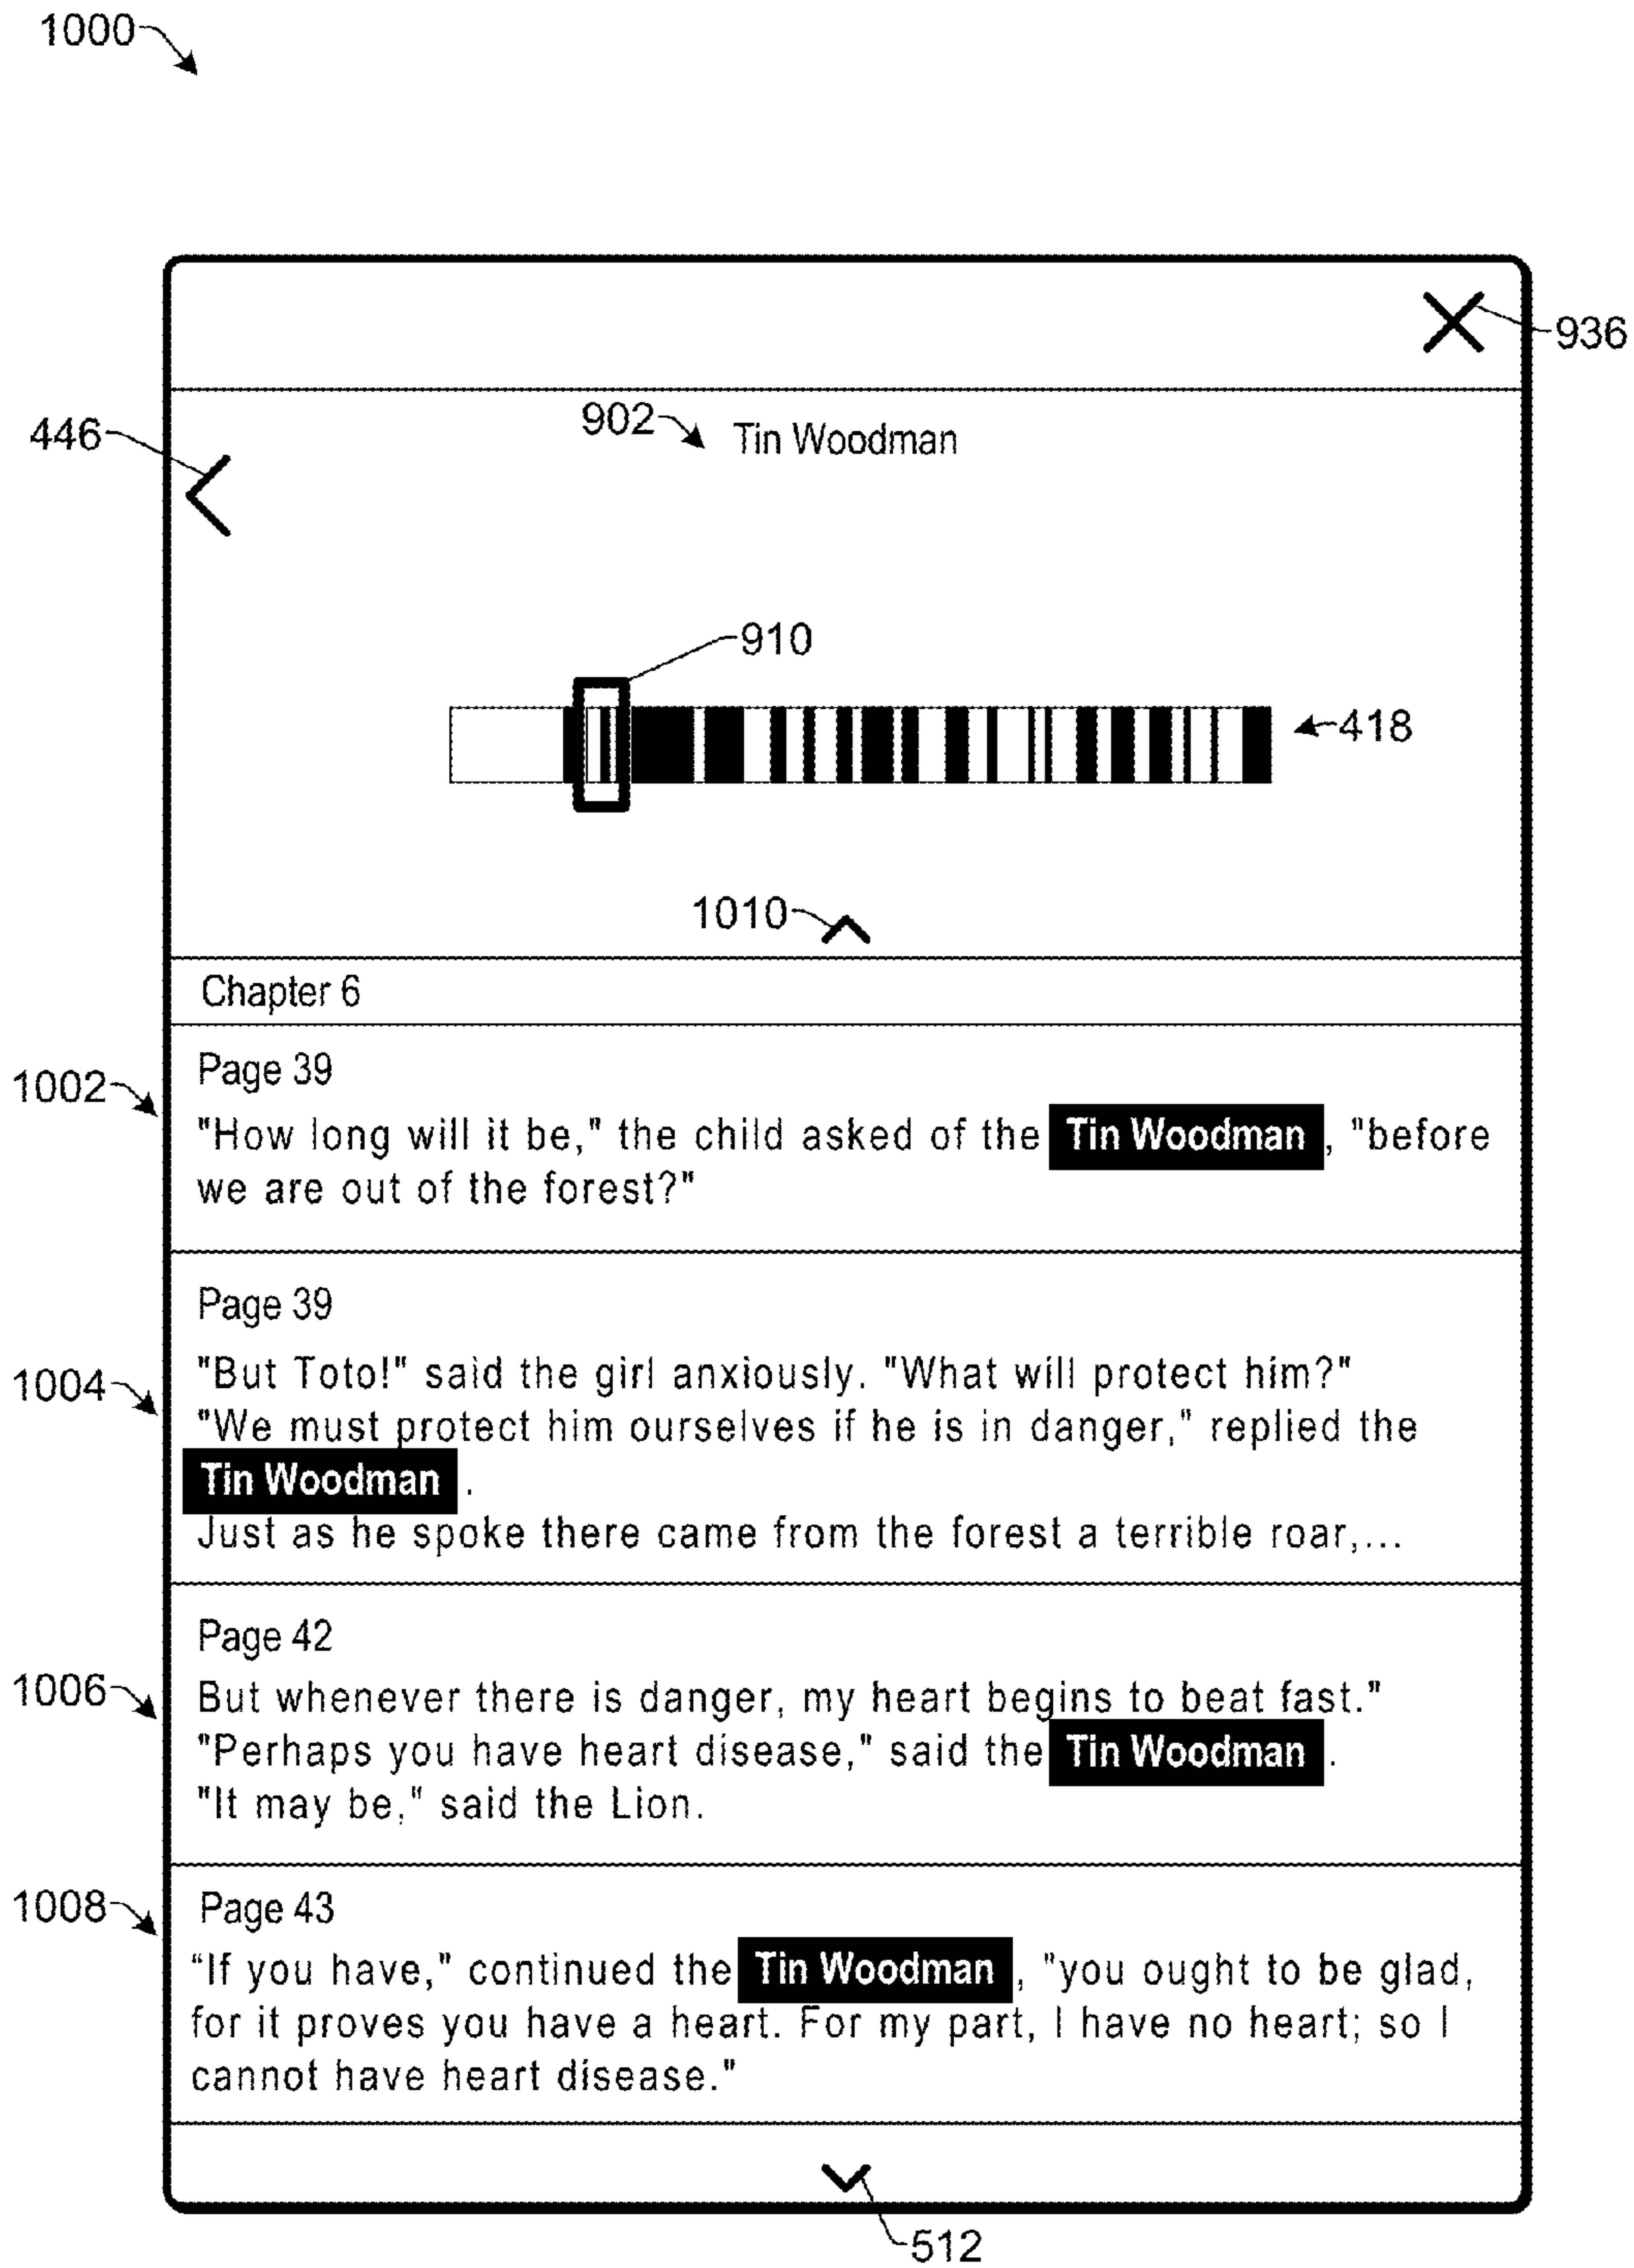 1000
936
446
902 Tin Woodman
910
418
1010
Chapter 6
1002
Page 39
"How long will it be," the child asked of the Tin Woodman, "before
we are out of the forest?"
1004
Page 39
"But Toto!" said the girl anxiously. "What will protect him?"
"We must protect him ourselves if he is in danger," replied the
Tin Woodman.
Just as he spoke there came from the forest a terrible roar,...
1006
Page 42
But whenever there is danger, my heart begins to beat fast."
"Perhaps you have heart disease," said the Tin Woodman.
"It may be," said the Lion.
1008
Page 43
“If you have," continued the Tin Woodman, "you ought to be glad,
for it proves you have a heart. For my part, I have no heart; so I
cannot have heart disease."
512